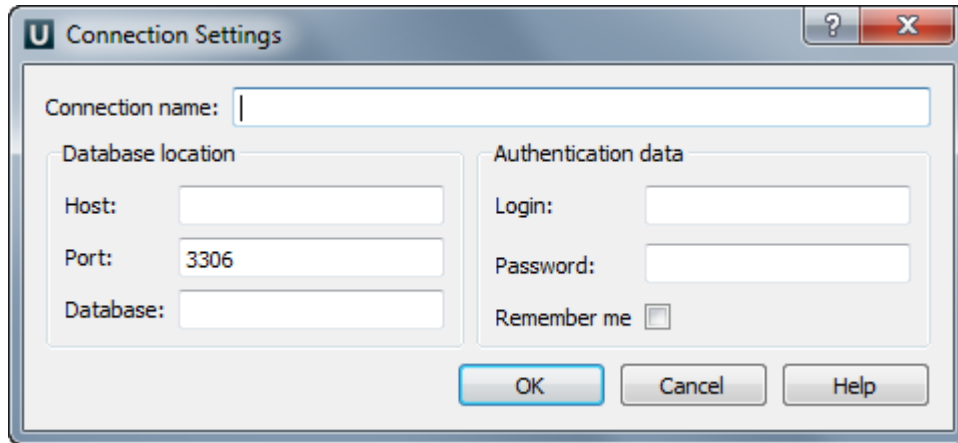 U Connection Settings ? X
Connection name:
Database location
Host:
Port: 3306
Database:
Authentication data
Login:
Password:
Remember me
OK Cancel Help